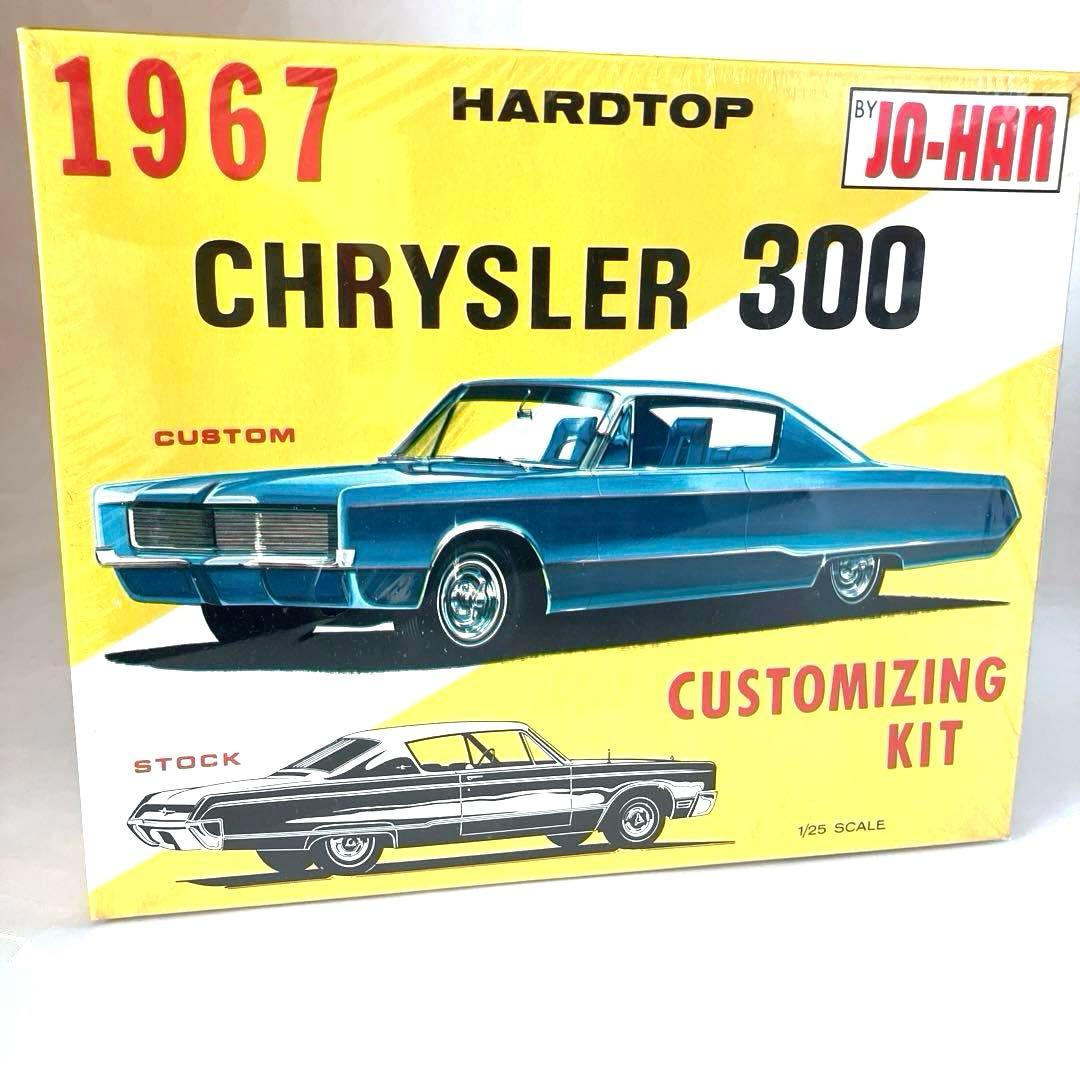 1967
HARDTOP
BY JO-HAN
CHRYSLER 300
CUSTOM
CUSTOMIZING
KIT
STOCK
1/25 SCALE